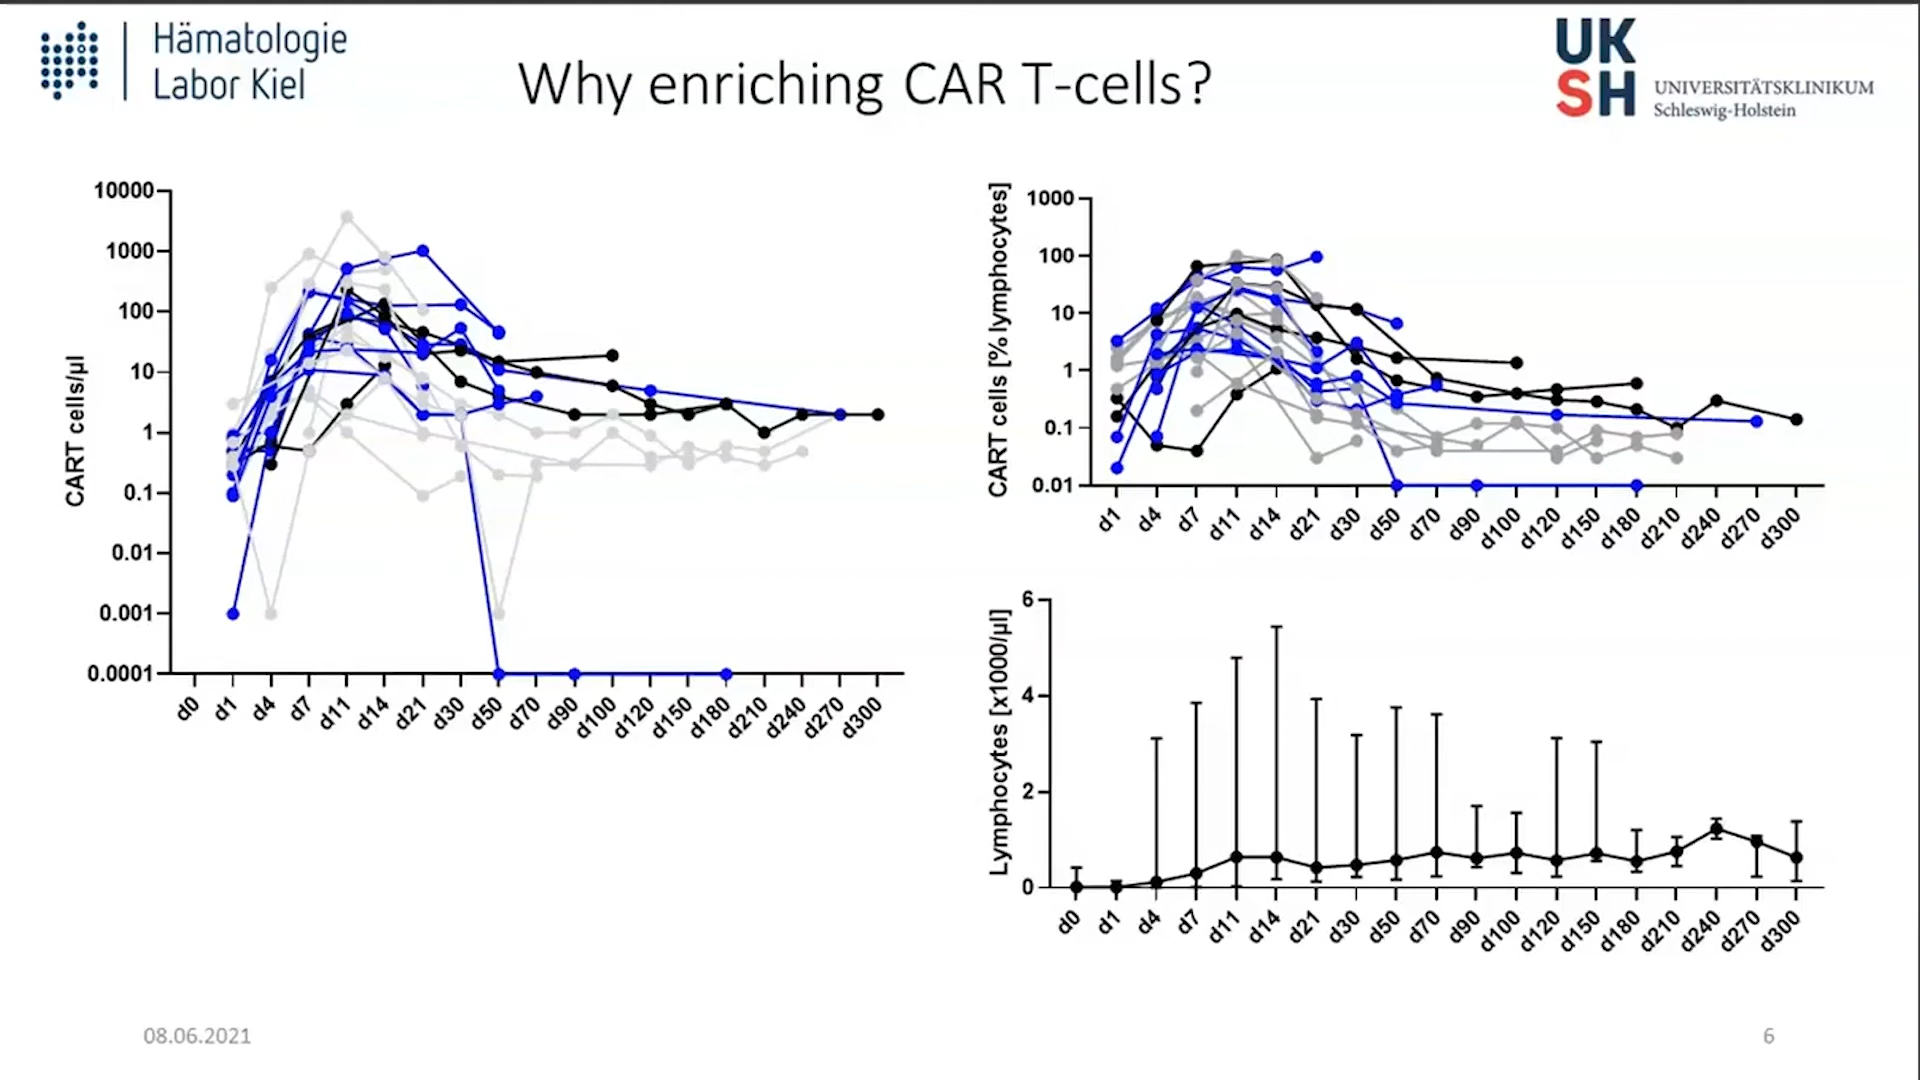 Hämatologie
Labor Kiel
Why enriching CAR T-cells?
UK
SH
UNIVERSITÄTSKLINIKUM
Schleswig-Holstein
CART cells/µl
10000
1000
100
10
1
0.1
0.01
0.001
0.0001
d0 d1 d4 d7 d11 d14 d21 d30 d50 d70 d90 d100 d120 d150 d180 d210 d240 d270 d300
CART cells [% lymphocytes]
1000
100
10
1
0.1
0.01
d1 d4 d7 d11 d14 d21 d30 d50 d70 d90 d100 d120 d150 d180 d210 d240 d270 d300
Lymphocytes [x1000/µl]
6
4
2
0
d0 d1 d4 d7 d11 d14 d21 d30 d50 d70 d90 d100 d120 d150 d180 d210 d240 d270 d300
08.06.2021
6